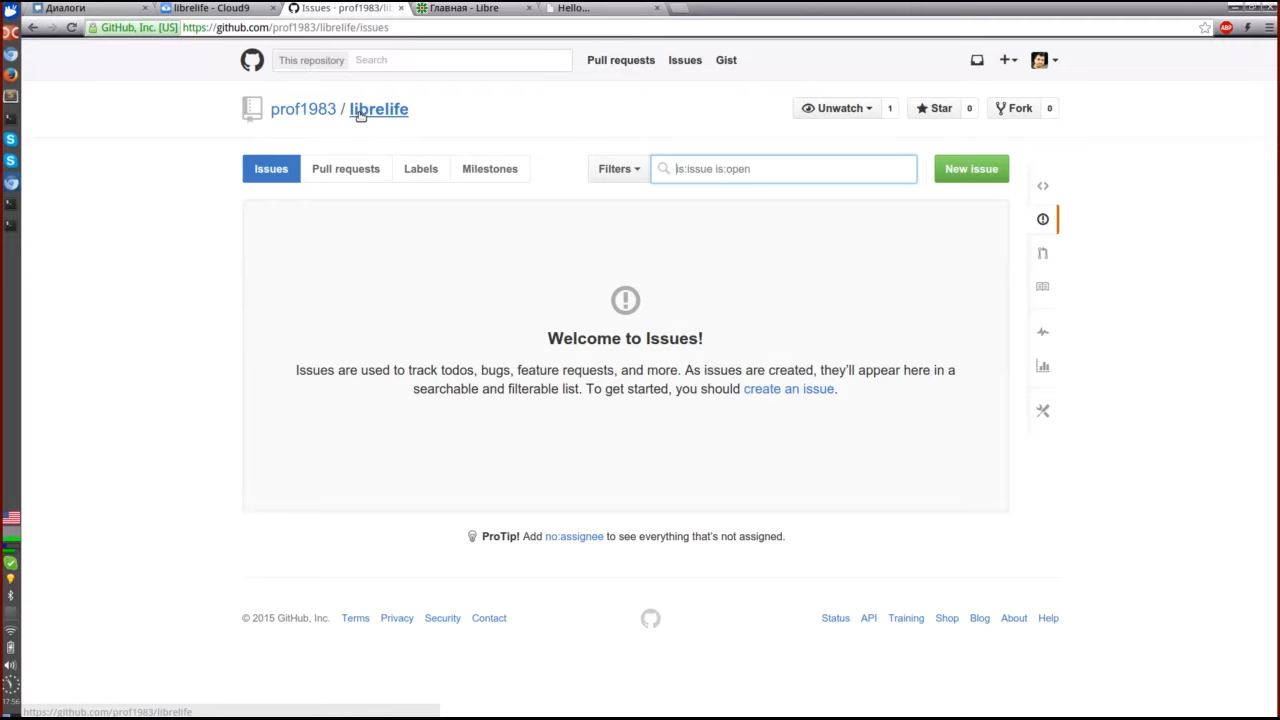 Диалоги
librelife - Cloud9
Issues · prof1983/li
Главная - Libre
Hello...
GitHub, Inc. [US] https://github.com/prof1983/librelife/issues
ABP
This repository Search
Pull requests Issues Gist
prof1983 / librelife
Unwatch 1 Star 0 Fork 0
Issues Pull requests Labels Milestones
Filters is:issue is:open
New issue
Welcome to Issues!
Issues are used to track todos, bugs, feature requests, and more. As issues are created, they'll appear here in a
searchable and filterable list. To get started, you should create an issue.
ProTip! Add no:assignee to see everything that's not assigned.
© 2015 GitHub, Inc. Terms Privacy Security Contact
Status API Training Shop Blog About Help
17:56
https://github.com/prof1983/librelife